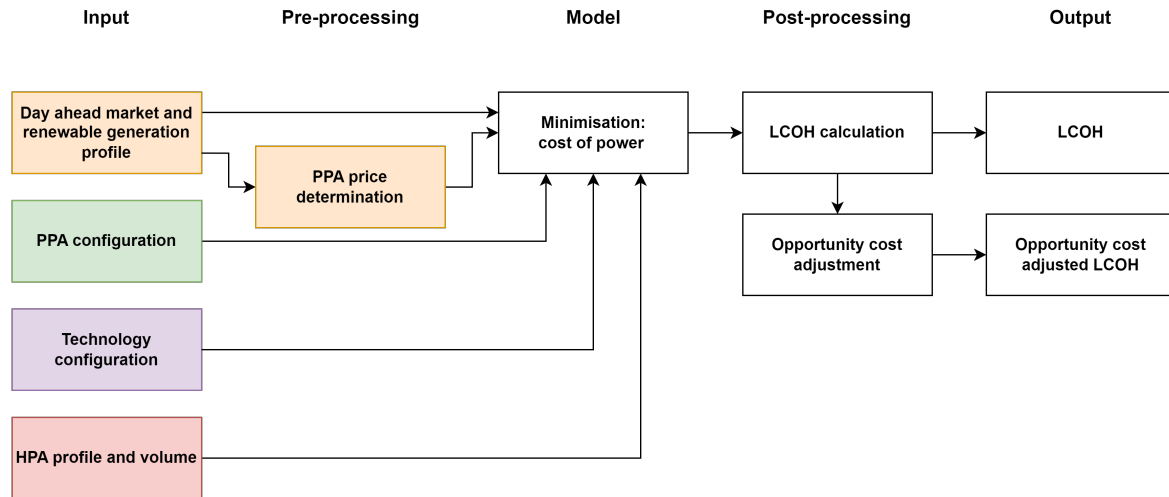 Input
Pre-processing
Model
Post-processing
Output
Day ahead market and
renewable generation
profile
PPA price
determination
Minimisation:
cost of power
LCOH calculation
LCOH
PPA configuration
Opportunity cost
adjustment
Opportunity cost
adjusted LCOH
Technology
configuration
HPA profile and volume